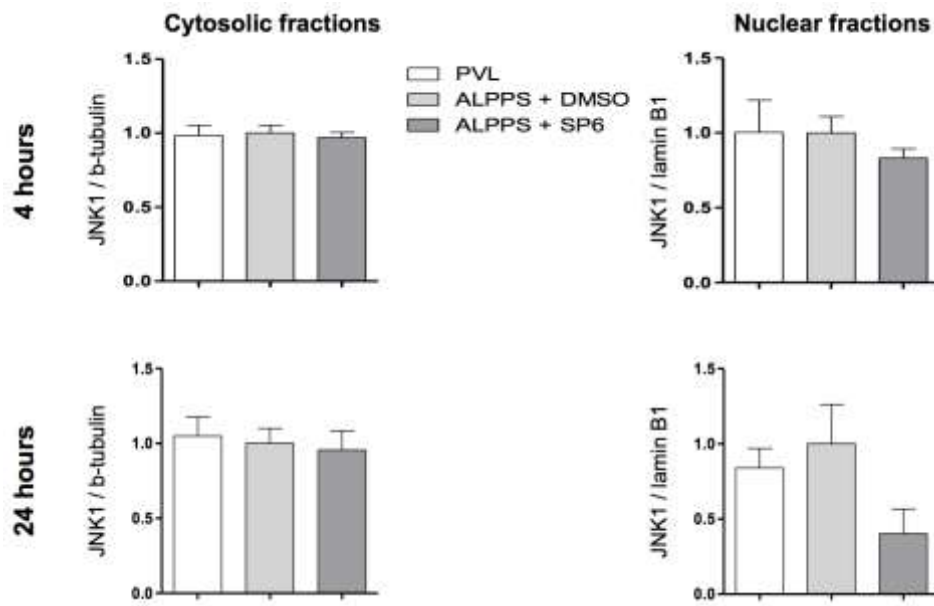 Cytosolic fractions
Nuclear fractions
4 hours
JNK1 / b-tubulin
1.5
1.0
0.5
0.0
PVL
ALPPS + DMSO
ALPPS + SP6
JNK1 / lamin B1
1.5
1.0
0.5
0.0
24 hours
JNK1 / b-tubulin
1.5
1.0
0.5
0.0
JNK1 / lamin B1
1.5
1.0
0.5
0.0